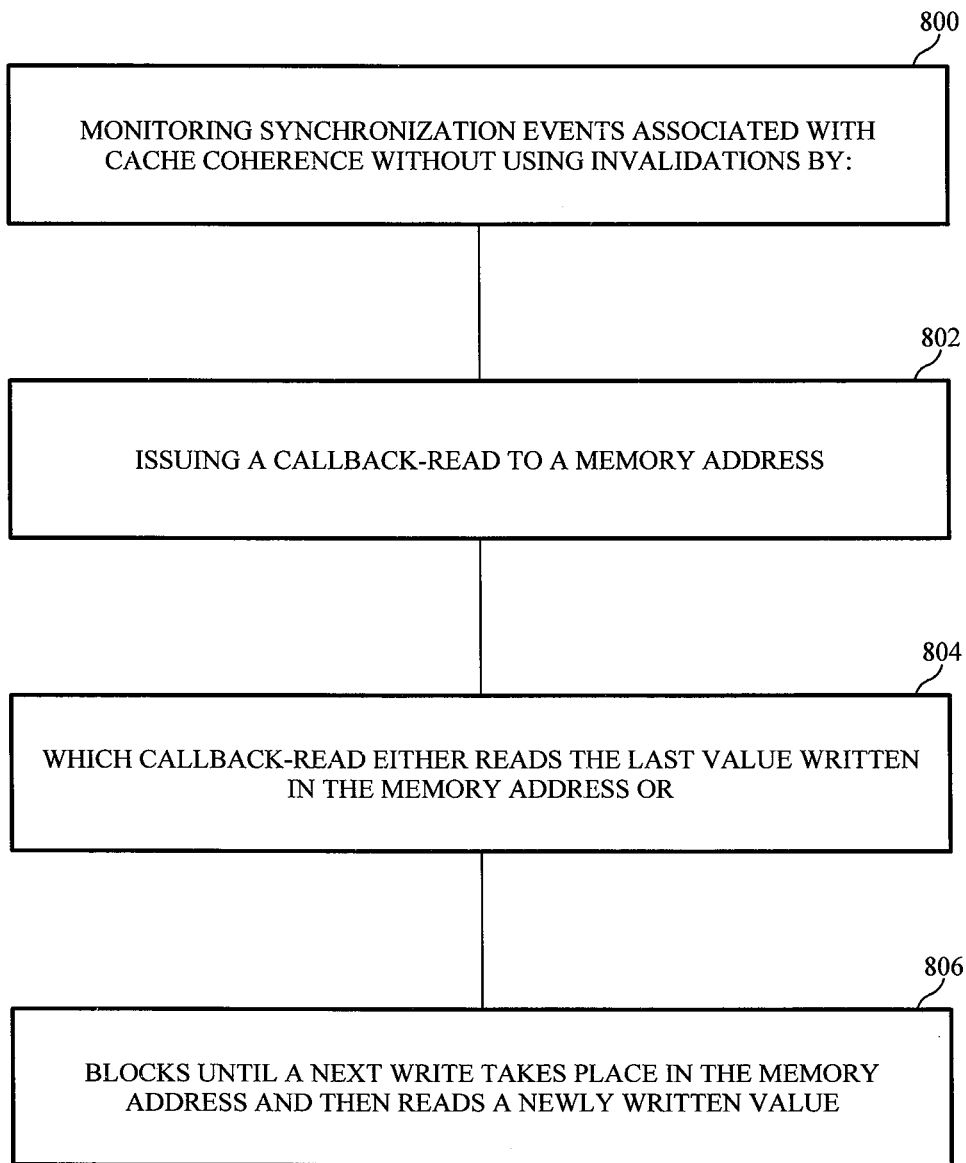 800
MONITORING SYNCHRONIZATION EVENTS ASSOCIATED WITH
CACHE COHERENCE WITHOUT USING INVALIDATIONS BY:
802
ISSUING A CALLBACK-READ TO A MEMORY ADDRESS
804
WHICH CALLBACK-READ EITHER READS THE LAST VALUE WRITTEN
IN THE MEMORY ADDRESS OR
806
BLOCKS UNTIL A NEXT WRITE TAKES PLACE IN THE MEMORY
ADDRESS AND THEN READS A NEWLY WRITTEN VALUE